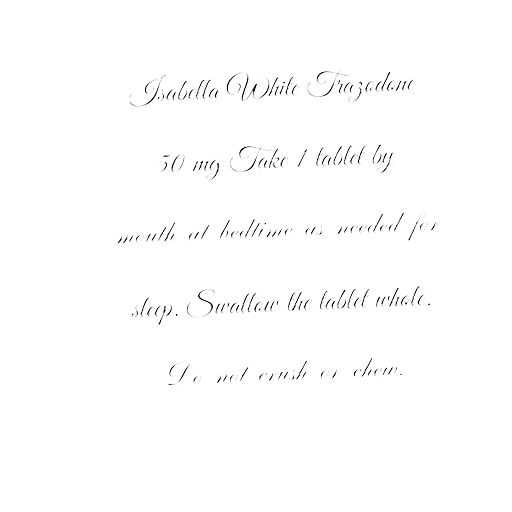 Isabella White Trazodone
50 mg Take 1 tablet by
mouth at bedtime as needed for
sleep. Swallow the tablet whole.
Do not crush or chew.